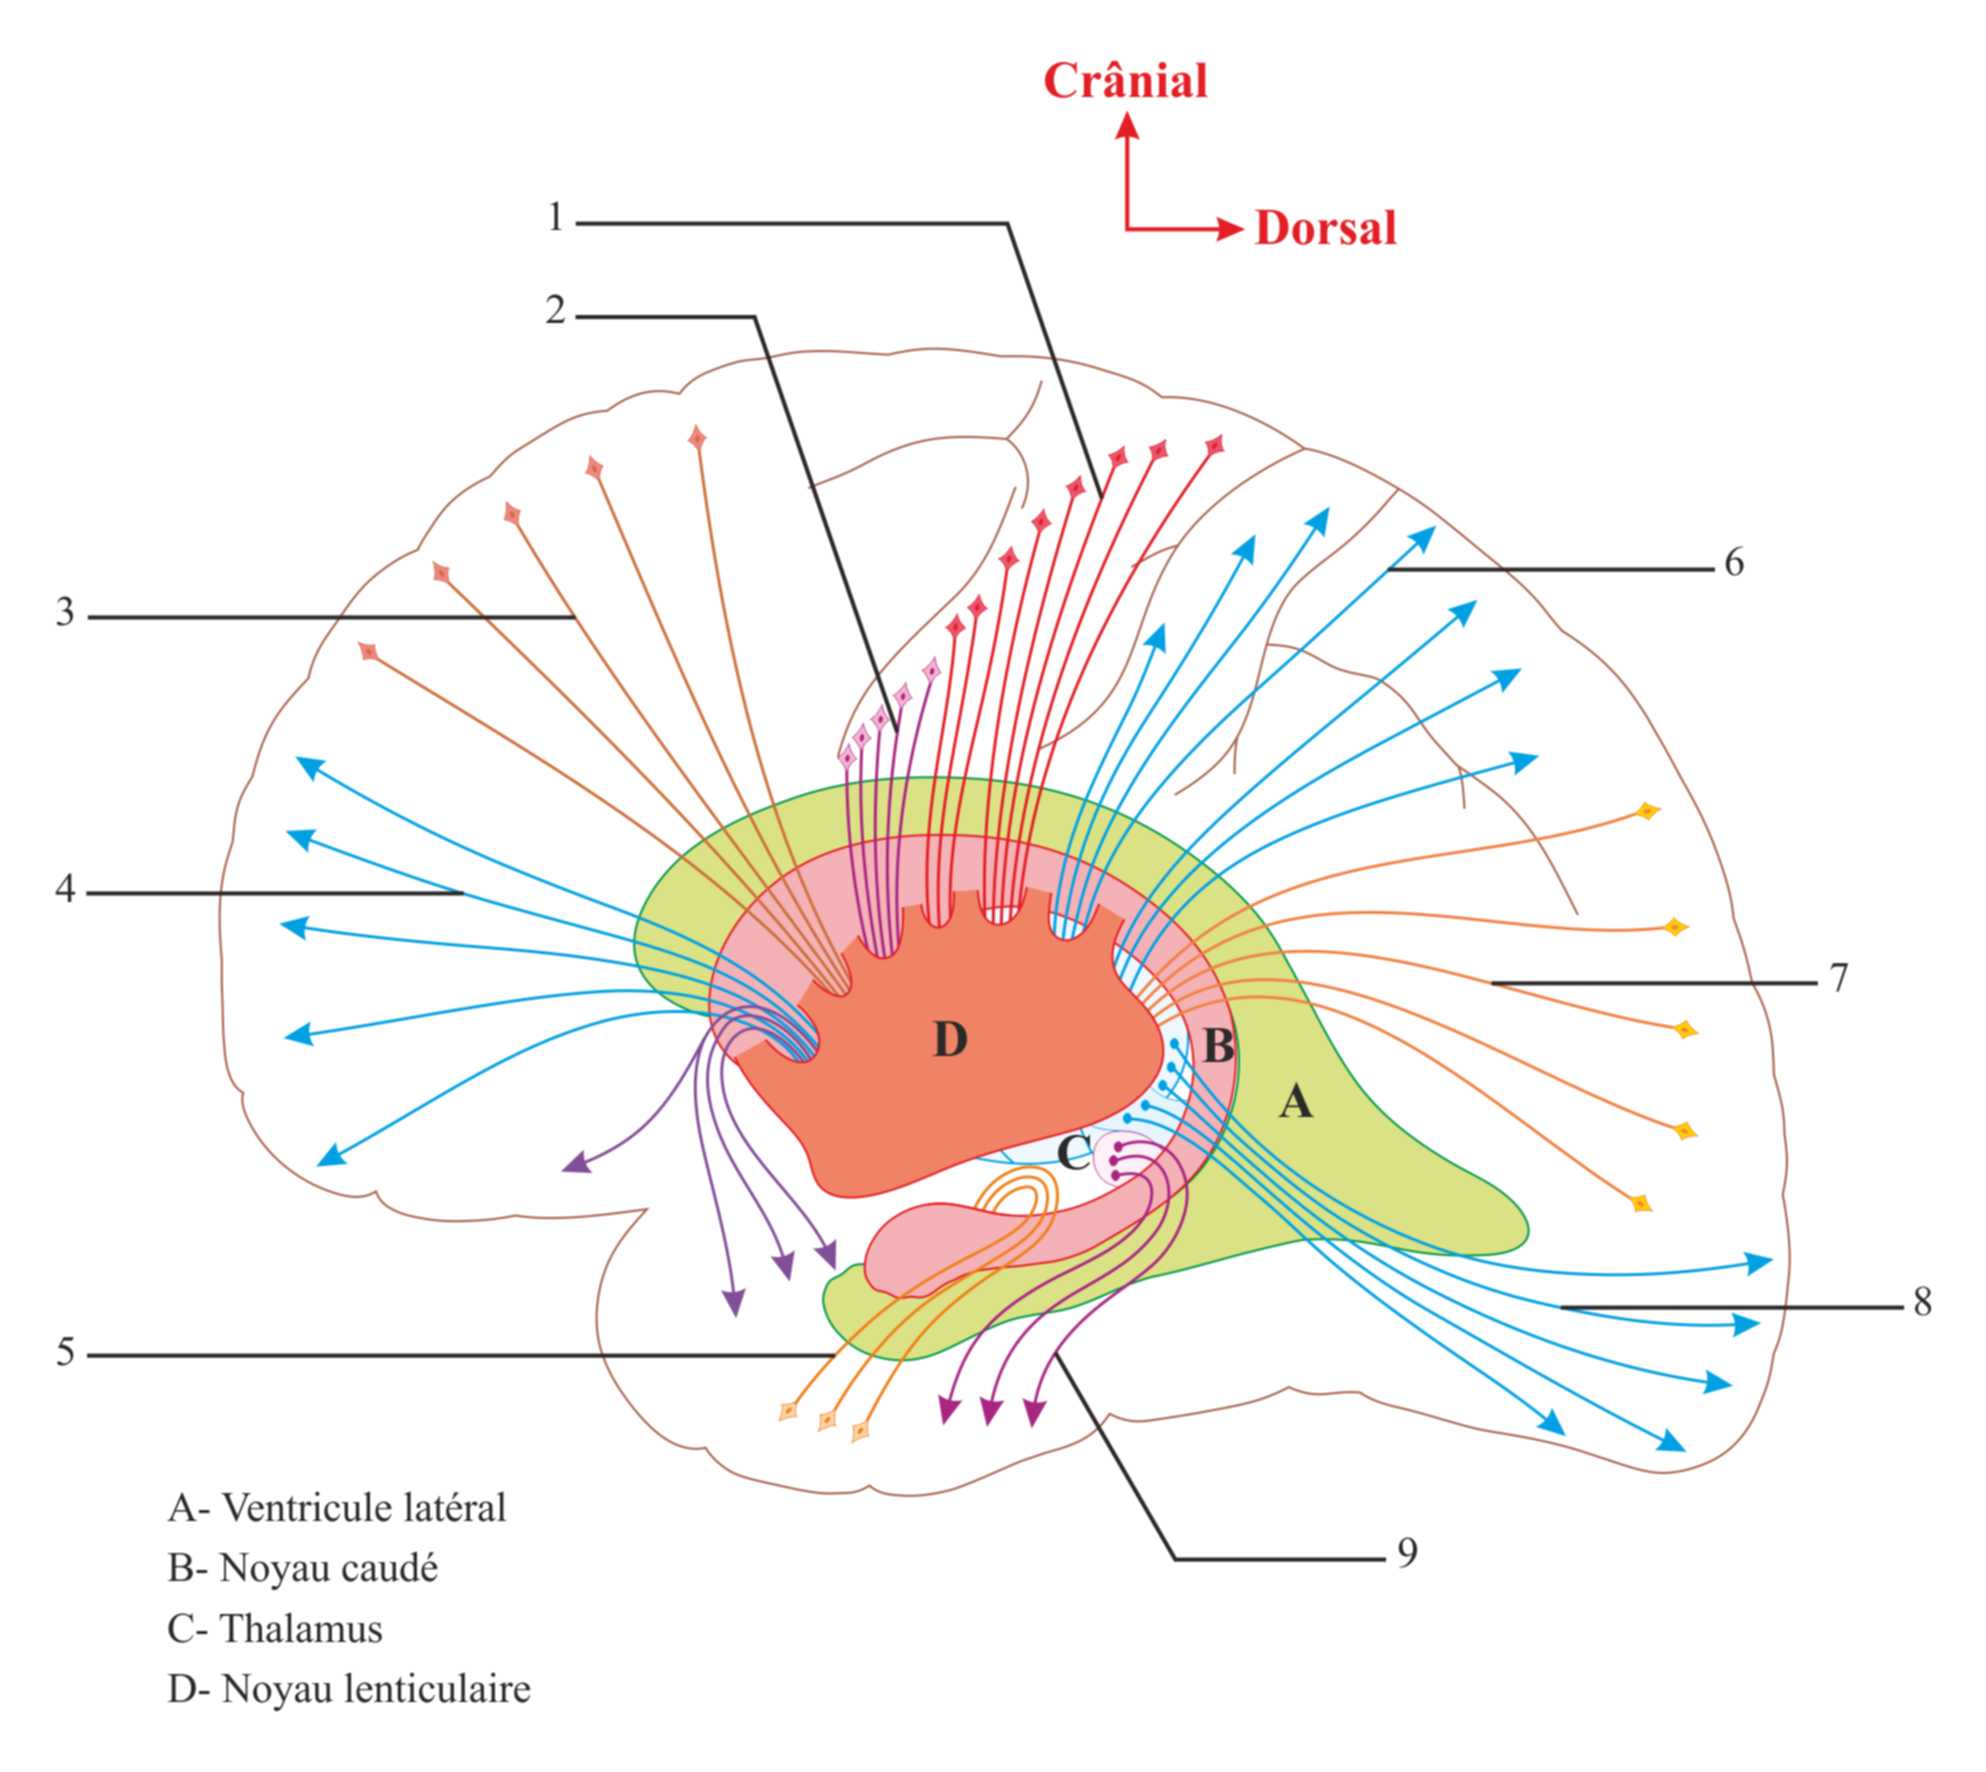 Crânial
Dorsal
1
2
3
4
5
6
7
8
9
A
B
C
D
A- Ventricule latéral
B- Noyau caudé
C- Thalamus
D- Noyau lenticulaire